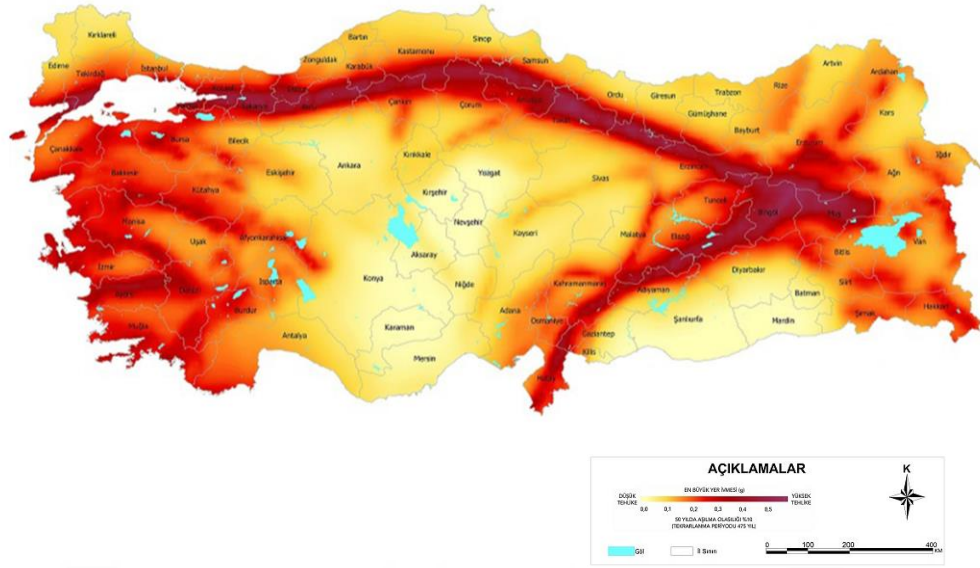 Kırklareli
Edirne
Tekirdağ
İstanbul
Bartın
Kastamonu
Sinop
Zonguldak
Karabük
Samsun
Artvin
Ardahan
Rize
Ordu
Giresun
Trabzon
Kars
Çankırı
Çorum
Gümüşhane
Bayburt
Iğdır
Çanakkale
Bursa
Bilecik
Ankara
Kırıkkale
Yozgat
Sivas
Erzincan
Erzurum
Ağrı
Balıkesir
Eskişehir
Kütahya
Kırşehir
Tunceli
Bingöl
Muş
Manisa
Uşak
Afyonkarahisar
Nevşehir
Kayseri
Malatya
Elazığ
Van
Bitlis
İzmir
Aksaray
Konya
Niğde
Kahramanmaraş
Adıyaman
Diyarbakır
Batman
Siirt
Aydın
Denizli
Isparta
Burdur
Adana
Osmaniye
Gaziantep
Şanlıurfa
Mardin
Şırnak
Hakkari
Muğla
Antalya
Karaman
Mersin
Kilis
Hatay
AÇIKLAMALAR
K
EN BÜYÜK YER İVMESİ (g)
DÜŞÜK
TEHLİKE
YÜKSEK
TEHLİKE
0,0 0,1 0,2 0,3 0,4 0,5
50 YILDA AŞILMA OLASILIĞI %10
(TEKRARLANMA PERİYODU 475 YIL)
Göl
İl Sınırı
0 100 200 400
KM